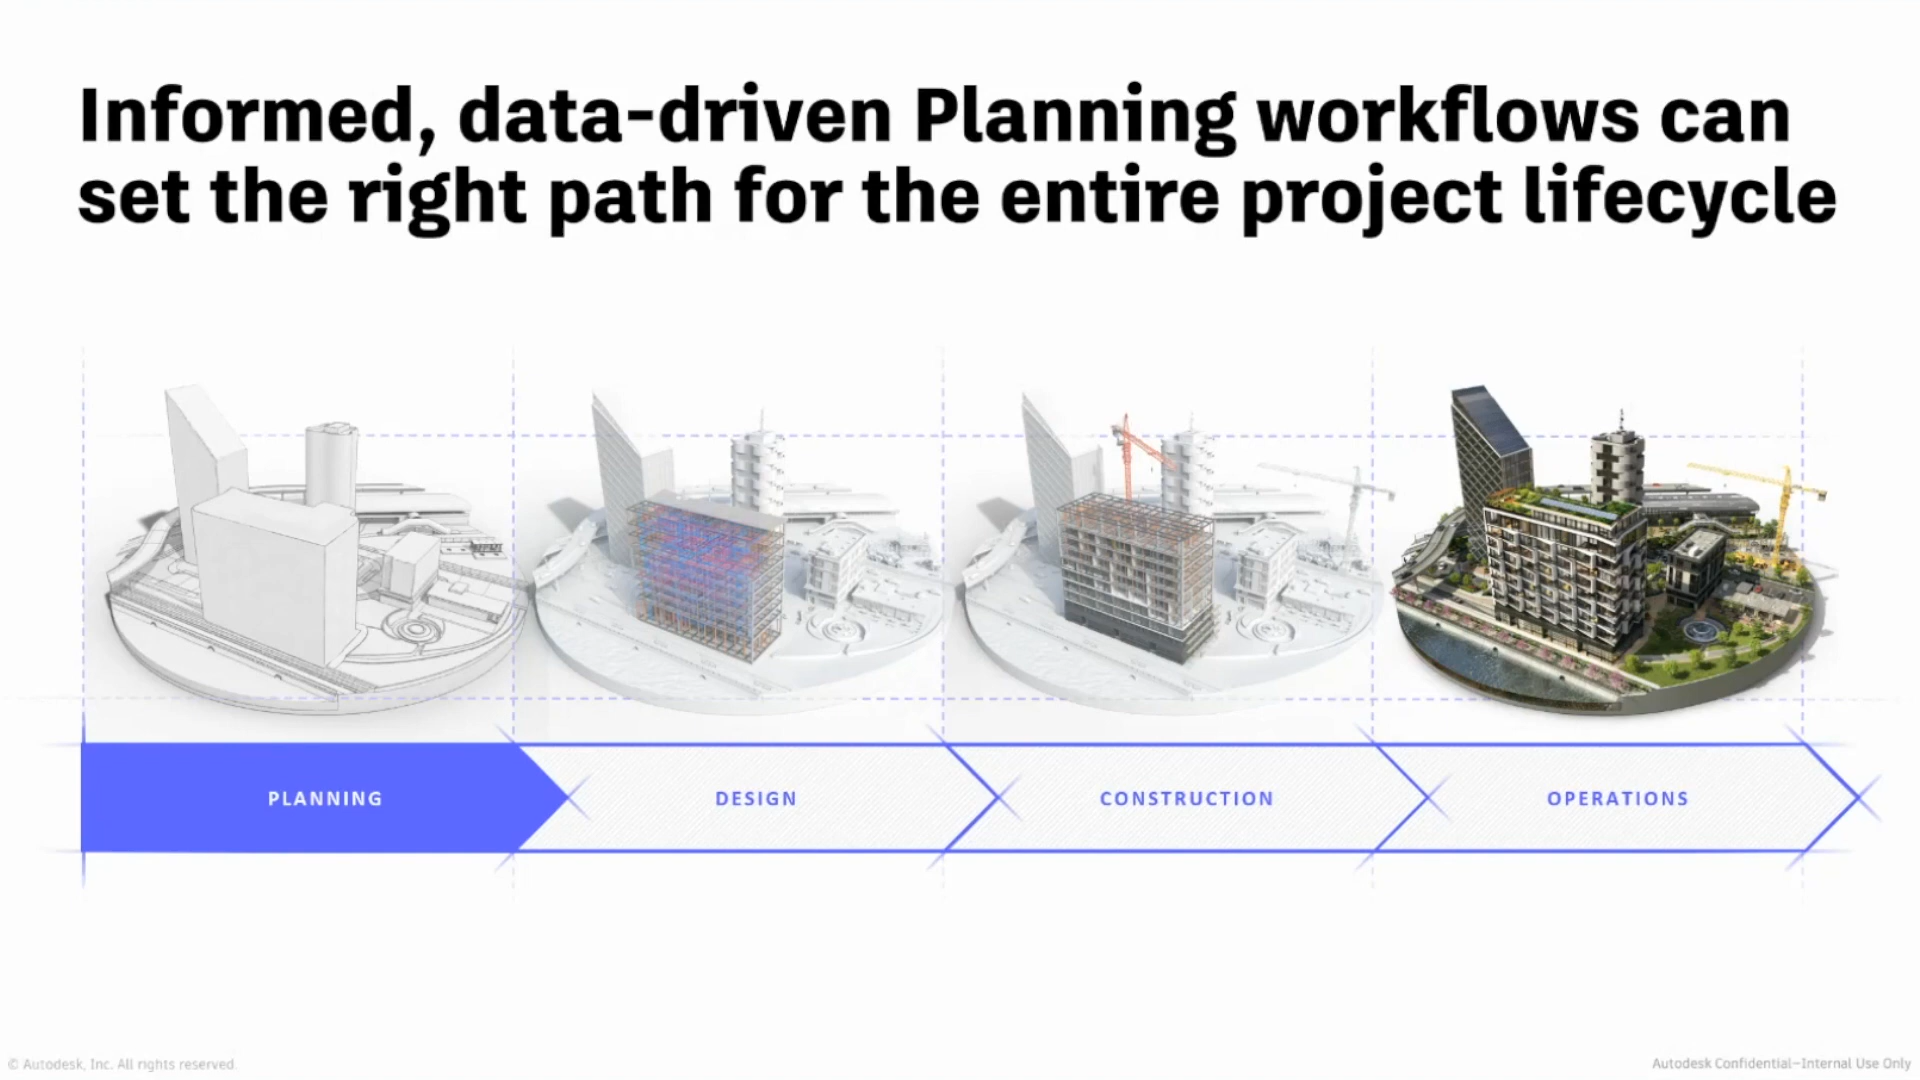 Informed, data-driven Planning workflows can
set the right path for the entire project lifecycle
PLANNING
DESIGN
CONSTRUCTION
OPERATIONS
© Autodesk, Inc. All rights reserved.
Autodesk Confidential—Internal Use Only